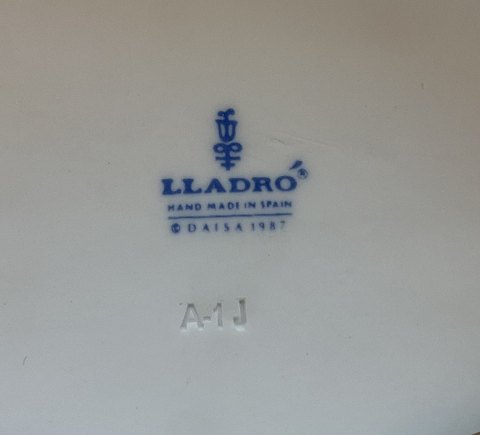 LLADRÓ®
HAND MADE IN SPAIN
© DAISA 1987
A-1 J